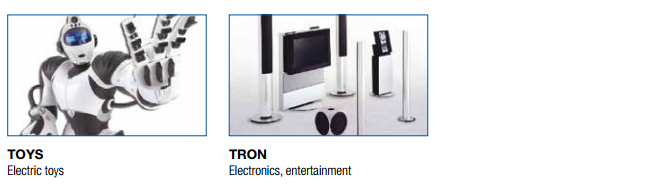 TOYS
Electric toys
TRON
Electronics, entertainment